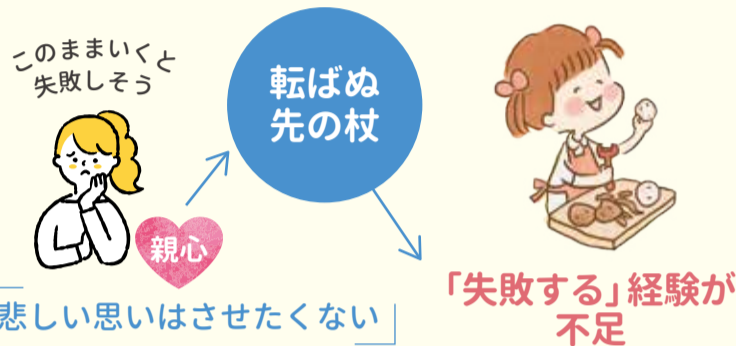 このままいくと
失敗しそう
転ばぬ
先の杖
親心
悲しい思いはさせたくない
「失敗する」経験が
不足